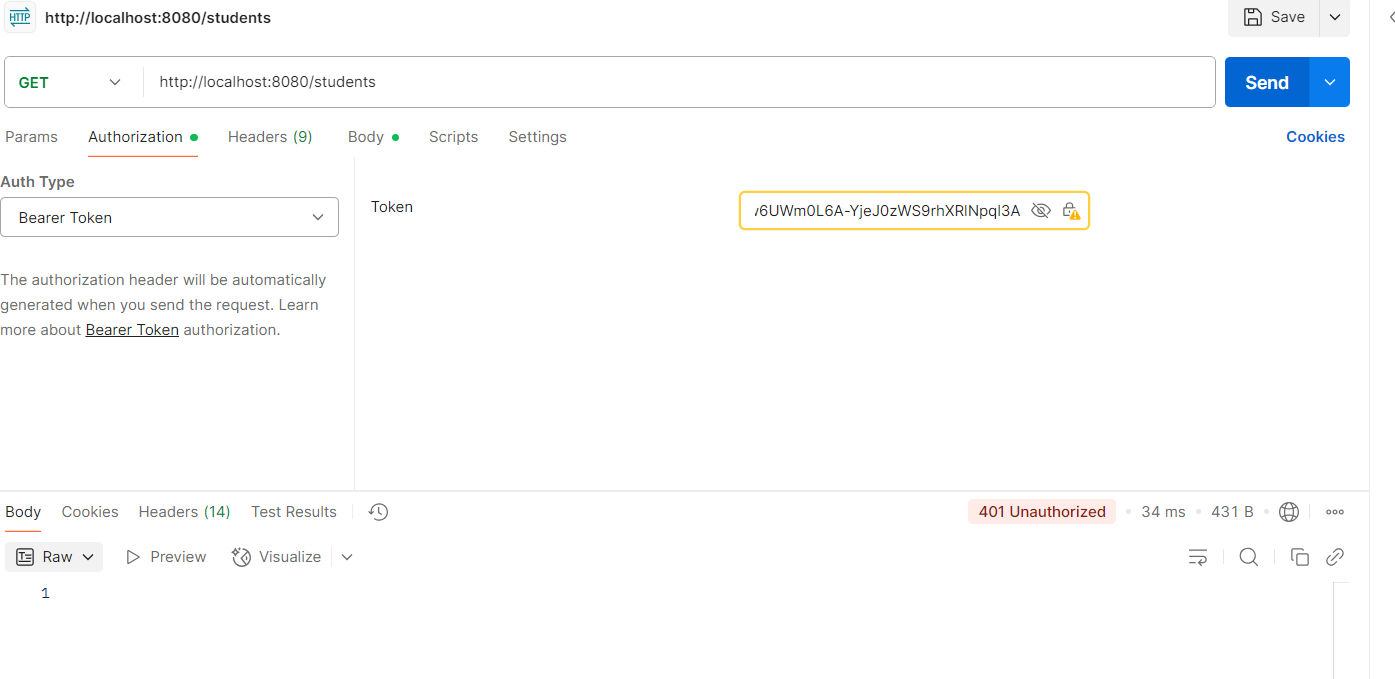 HTTP http://localhost:8080/students
Save
GET http://localhost:8080/students
Send
Params Authorization Headers (9) Body Scripts Settings Cookies
Auth Type
Bearer Token
Token
The authorization header will be automatically
generated when you send the request. Learn
more about Bearer Token authorization.
Body Cookies Headers (14) Test Results 401 Unauthorized 34 ms 431 B
Raw Preview Visualize
1